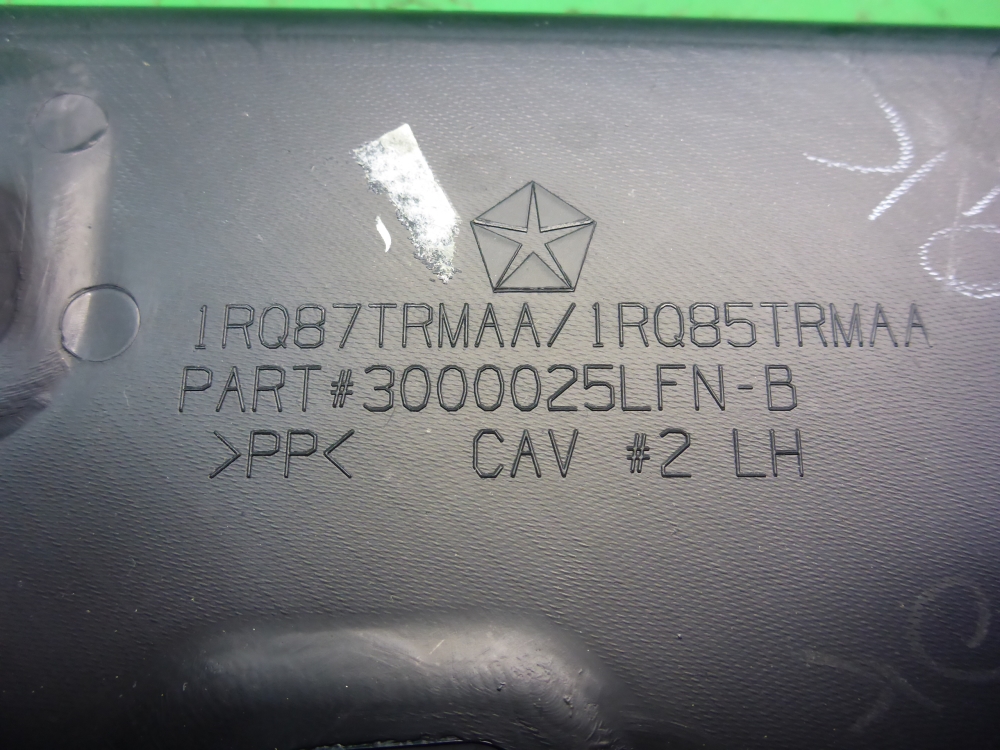 1RQ87TRMAA/1RQ85TRMAA
PART#3000025LFN-B
>PP< CAV #2 LH